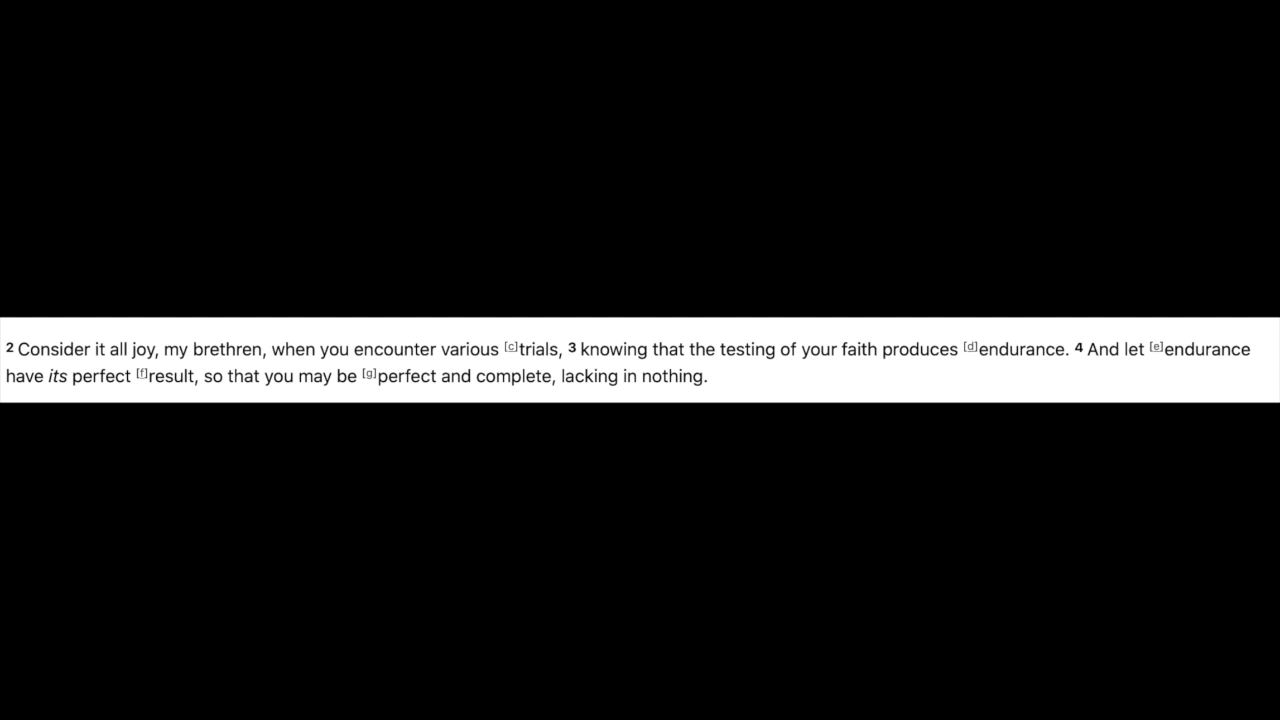 2 Consider it all joy, my brethren, when you encounter various [c]trials, 3 knowing that the testing of your faith produces [d]endurance. 4 And let [e]endurance
have its perfect [f]result, so that you may be [g]perfect and complete, lacking in nothing.